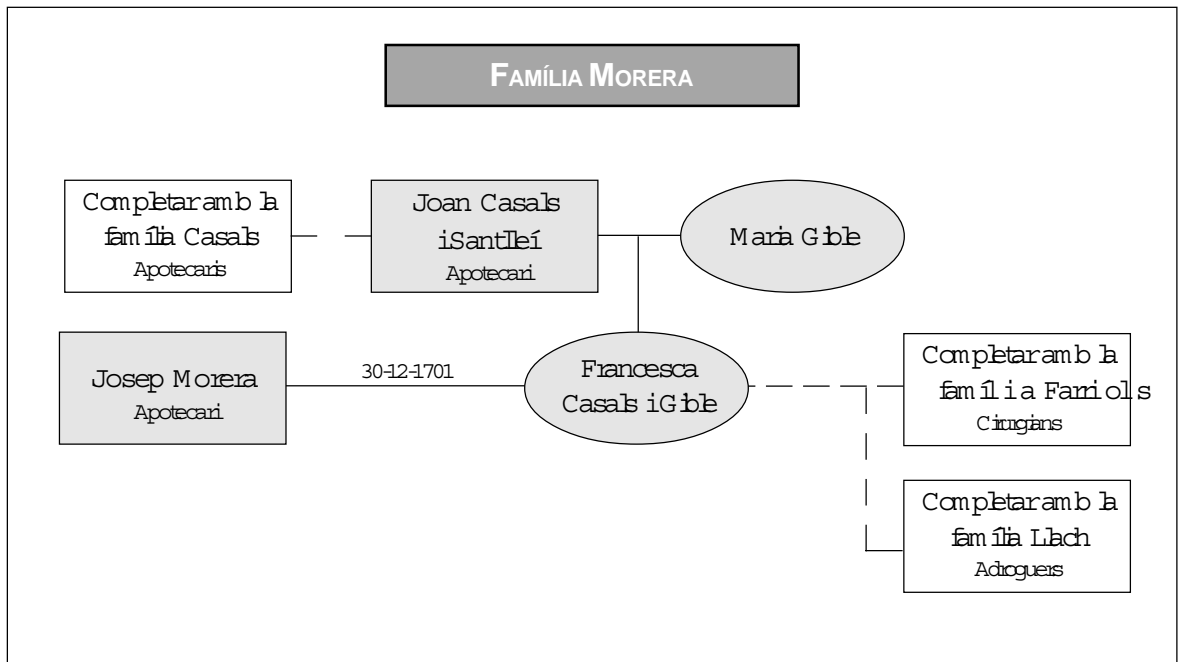 FAMÍLIA MORERA
Completar amb la
família Casals
Apotecaris
Joan Casals
i Santlleí
Apotecari
Maria Gible
Josep Morera
Apotecari
30-12-1701
Francesca
Casals i Gible
Completar amb la
família Farriols
Cirurgians
Completar amb la
família Llach
Adroguers